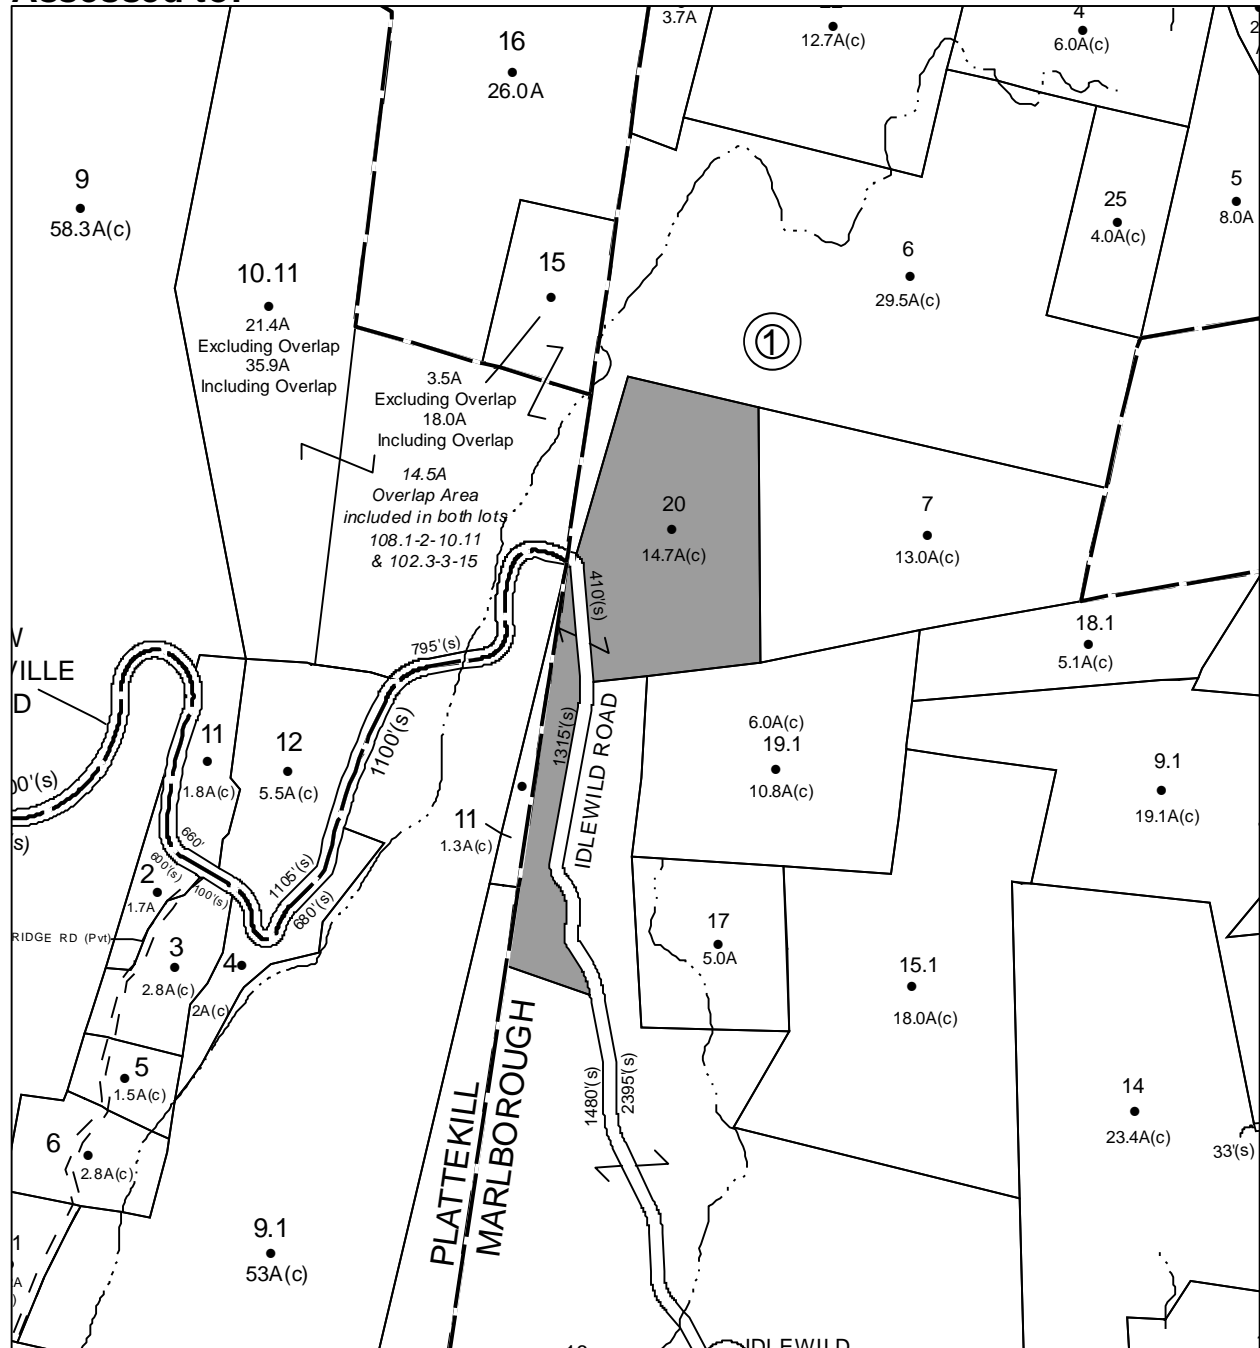 Assessed to:
3.7A
12.7A(c)
4
6.0A(c)
16
26.0A
9
58.3A(c)
10.11
21.4A
Excluding Overlap
35.9A
Including Overlap
15
3.5A
Excluding Overlap
18.0A
Including Overlap
14.5A
Overlap Area
included in both lots
108.1-2-10.11
& 102.3-3-15
6
29.5A(c)
25
4.0A(c)
5
8.0A
1
20
14.7A(c)
7
13.0A(c)
410'(s)
18.1
5.1A(c)
795'(s)
VILLE
D
00'(s)
s)
11
1.8A(c)
12
5.5A(c)
1100'(s)
1315'(s)
IDLEWILD ROAD
6.0A(c)
19.1
10.8A(c)
9.1
19.1A(c)
11
1.3A(c)
660'
600'(s)
100'(s)
1105'(s)
680'(s)
2
1.7A
RIDGE RD (Pvt)
3
2.8A(c)
4
2A(c)
17
5.0A
15.1
18.0A(c)
5
1.5A(c)
6
2.8A(c)
PLATTEKILL
MARLBOROUGH
1480'(s)
2395'(s)
14
23.4A(c)
33'(s)
9.1
53A(c)
1
A
)
IDLEWILD